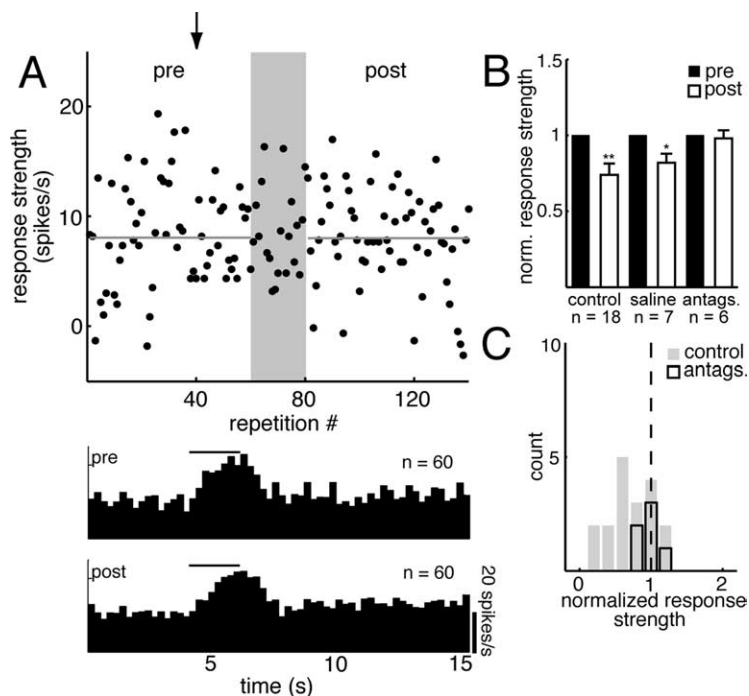 A
pre
post
response strength
(spikes/s)
20
10
0
0
40
80
120
repetition #
pre
n = 60
post
n = 60
20 spikes/s
5
10
15
time (s)
B
pre
post
norm. response strength
1.5
1
0.5
**
*
control
n = 18
saline
n = 7
antags.
n = 6
C
control
antags.
count
10
5
0
0
1
2
normalized response
strength